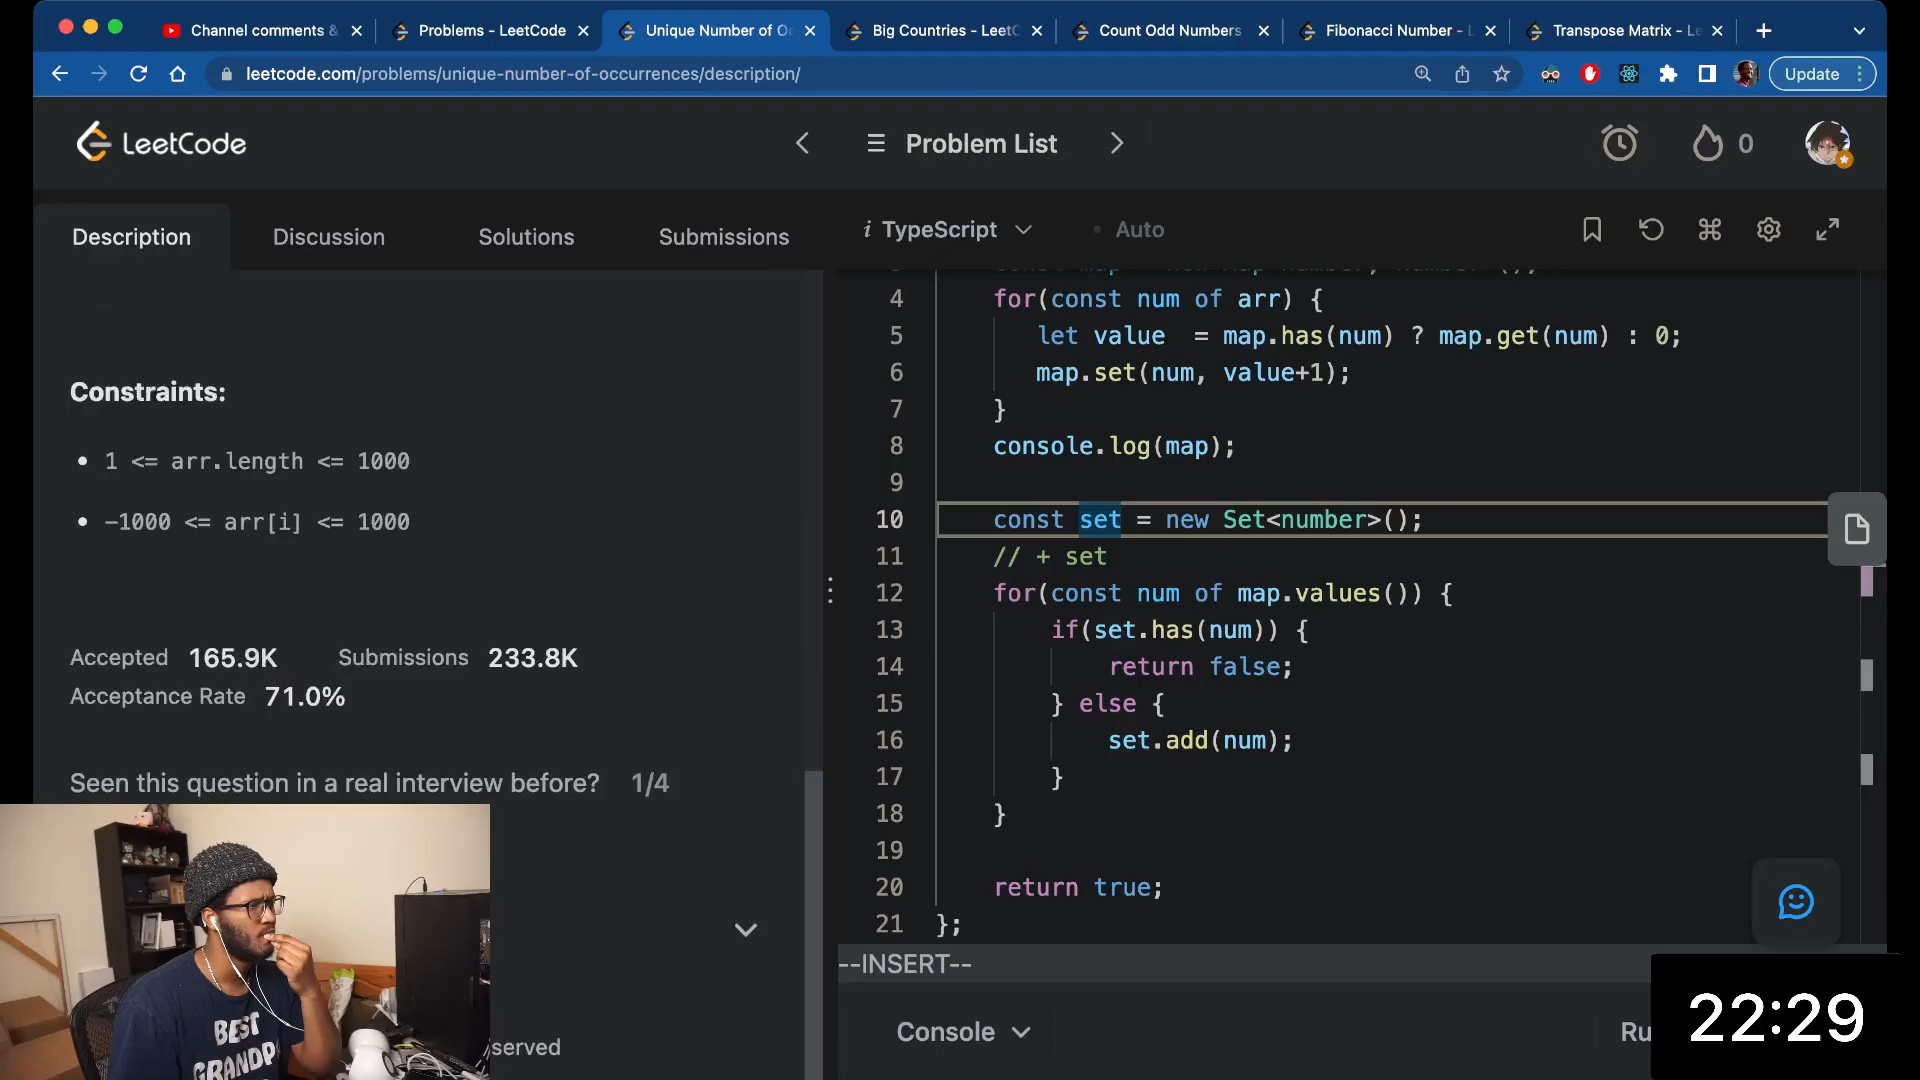 Channel comments &
Problems - LeetCode
Unique Number of Oc
Big Countries - LeetC
Count Odd Numbers
Fibonacci Number - L
Transpose Matrix - Le
leetcode.com/problems/unique-number-of-occurrences/description/
Update
LeetCode
Problem List
0
Description
Discussion
Solutions
Submissions
i TypeScript
• Auto
Constraints:
• 1 <= arr.length <= 1000
• -1000 <= arr[i] <= 1000
Accepted 165.9K Submissions 233.8K
Acceptance Rate 71.0%
Seen this question in a real interview before? 1/4
served
4 for(const num of arr) {
5 let value  = map.has(num) ? map.get(num) : 0;
6 map.set(num, value+1);
7 }
8 console.log(map);
9
10 const set = new Set<number>();
11 // + set
12 for(const num of map.values()) {
13 if(set.has(num)) {
14 return false;
15 } else {
16 set.add(num);
17 }
18 }
19
20 return true;
21 };
--INSERT--
Console
Ru
22:29
BEST
GRANDP